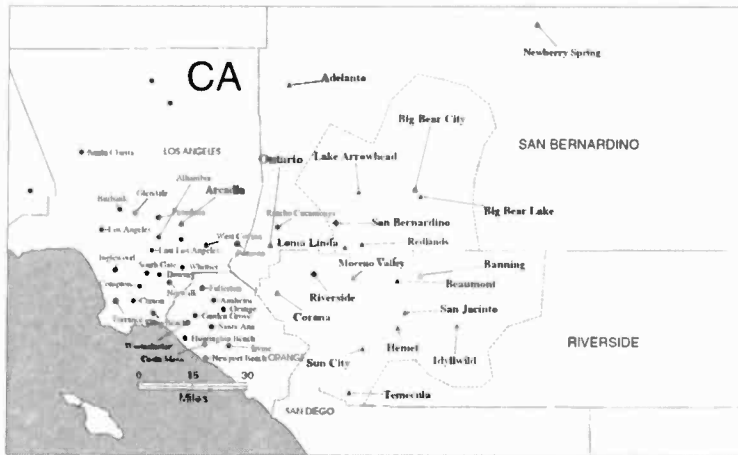 Newberry Spring
CA
Adelanto
Big Bear City
SAN BERNARDINO
Santa Clarita
LOS ANGELES
Ontario
Lake Arrowhead
Alhambra
Glendale
Arcadia
Burbank
Pasadena
Rancho Cucamonga
San Bernardino
Big Bear Lake
Los Angeles
West Covina
Loma Linda
Redlands
East Los Angeles
Pomona
Inglewood
South Gate
Whittier
Moreno Valley
Banning
Downey
Compton
Norwalk
Fullerton
Riverside
Beaumont
Carson
Anaheim
Corona
San Jacinto
Orange
Torrance
Beach
Garden Grove
Santa Ana
RIVERSIDE
Westminster
Huntington Beach
Irvine
Sun City
Hemet
Idyllwild
Costa Mesa
Newport Beach
ORANGE
0 15 30
Miles
Temecula
SAN DIEGO